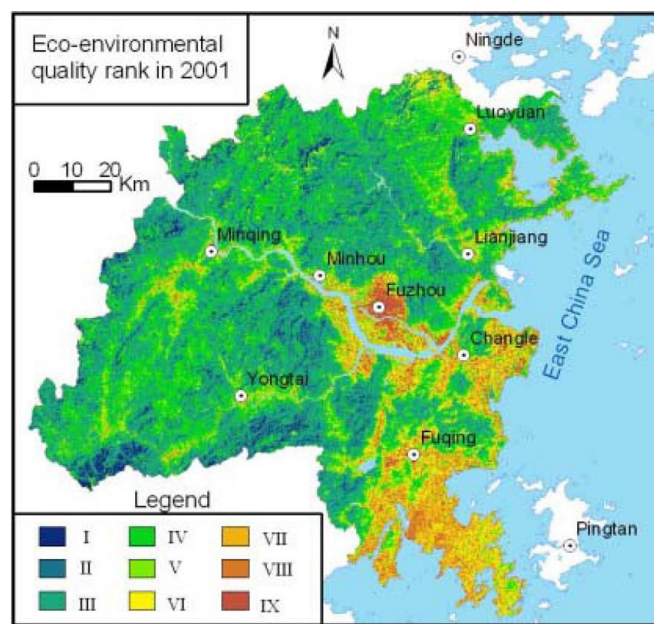 Eco-environmental
quality rank in 2001
N
Ningde
Luoyuan
0 10 20
Km
Minqing
Lianjiang
Minhou
Fuzhou
East China Sea
Changle
Yongtai
Fuqing
Legend
Pingtan
I IV VII
II V VIII
III VI IX